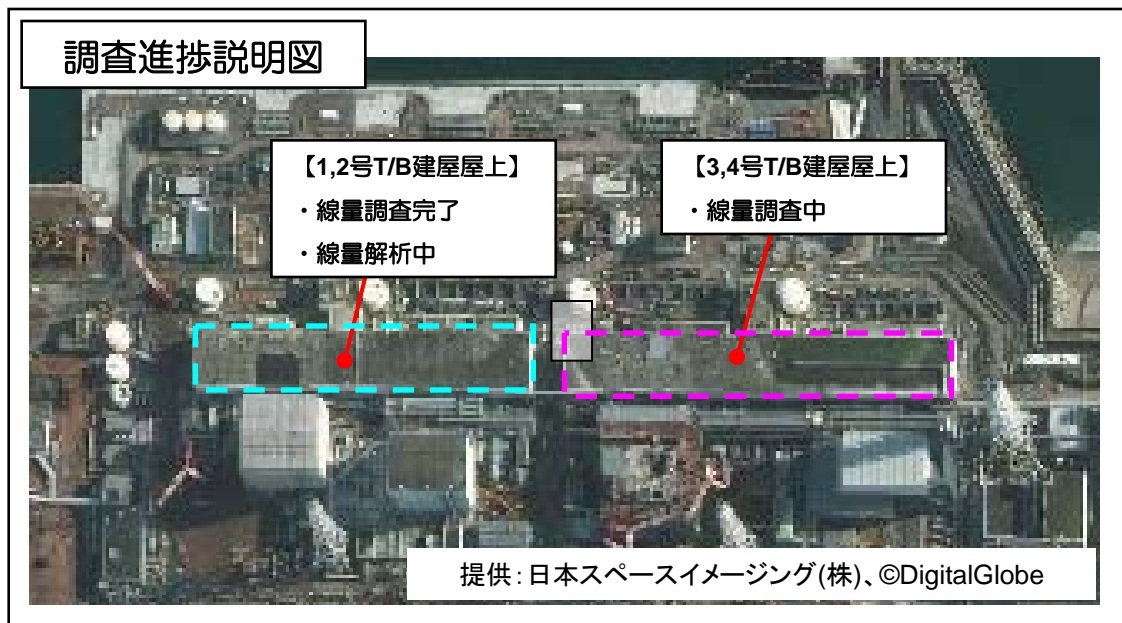 調査進捗説明図
【1,2号T/B建屋屋上】
・線量調査完了
・線量解析中
【3,4号T/B建屋屋上】
・線量調査中
提供：日本スペースイメージング(株)、©DigitalGlobe